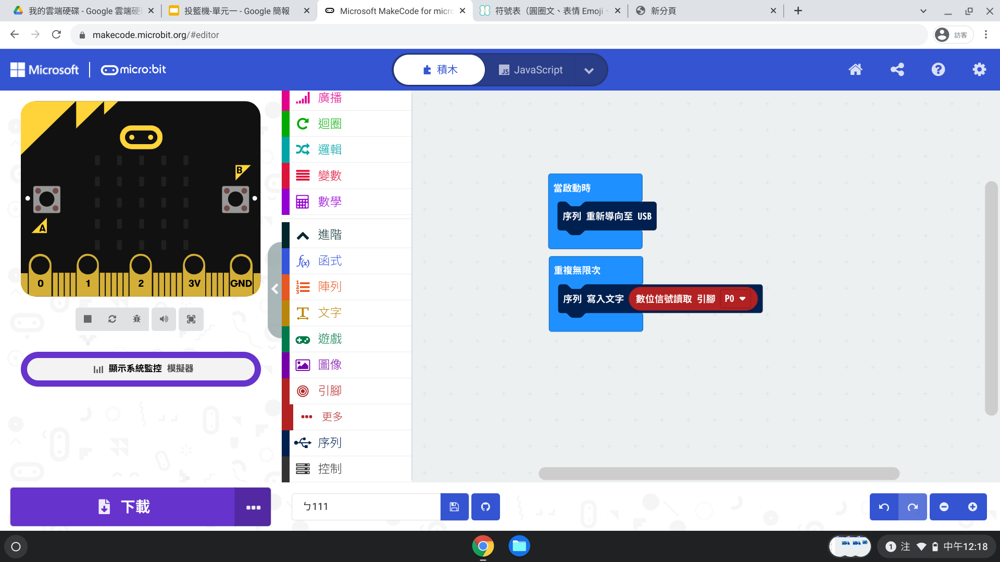 我的雲端硬碟 - Google 雲端硬
投籃機-單元一 - Google 簡報
Microsoft MakeCode for micro
符號表（圓圈文、表情 Emoji
新分頁
makecode.microbit.org/#editor
訪客
Microsoft
micro:bit
積木
JS JavaScript
B
A
0 1 2 3V GND
顯示系統監控 模擬器
廣播
迴圈
邏輯
變數
數學
進階
f(x) 函式
陣列
文字
遊戲
圖像
引腳
更多
序列
控制
當啟動時
序列 重新導向至 USB
重複無限次
序列 寫入文字 數位信號讀取 引腳 P0
下載
ㄅ111
1 注 中午12:18